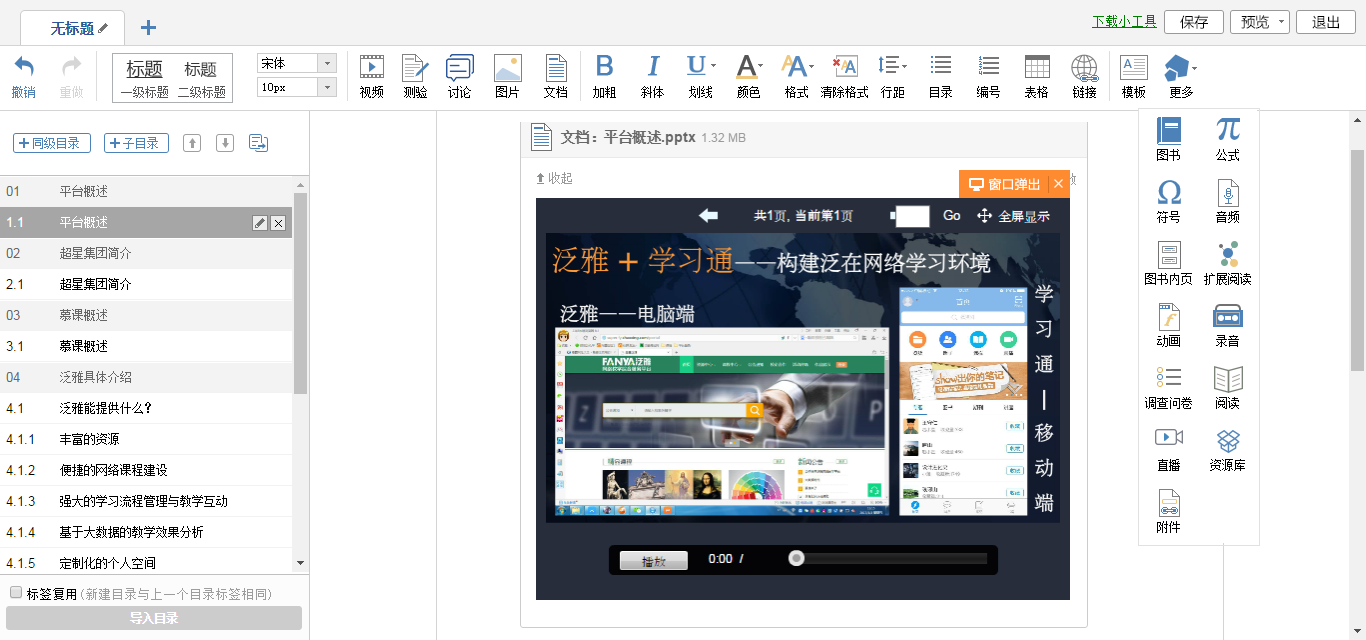 无标题
下载小工具
保存
预览
退出
撤销
重做
标题
一级标题
标题
二级标题
宋体
10px
视频
测验
讨论
图片
文档
加粗
斜体
划线
颜色
格式
清除格式
行距
目录
编号
表格
链接
模板
更多
+同级目录
+子目录
01 平台概述
1.1 平台概述
02 超星集团简介
2.1 超星集团简介
03 慕课概述
3.1 慕课概述
04 泛雅具体介绍
4.1 泛雅能提供什么?
4.1.1 丰富的资源
4.1.2 便捷的网络课程建设
4.1.3 强大的学习流程管理与教学互动
4.1.4 基于大数据的教学效果分析
4.1.5 定制化的个人空间
标签复用(新建目录与上一个目录标签相同)
导入目录
文档：平台概述.pptx 1.32 MB
收起
窗口弹出
共1页, 当前第1页
Go
全屏显示
泛雅 + 学习通——构建泛在网络学习环境
泛雅——电脑端
FANYA泛雅
show出你的笔记
学习通—移动端
播放
0:00 /
图书
公式
符号
音频
图书内页
扩展阅读
动画
录音
调查问卷
阅读
直播
资源库
附件